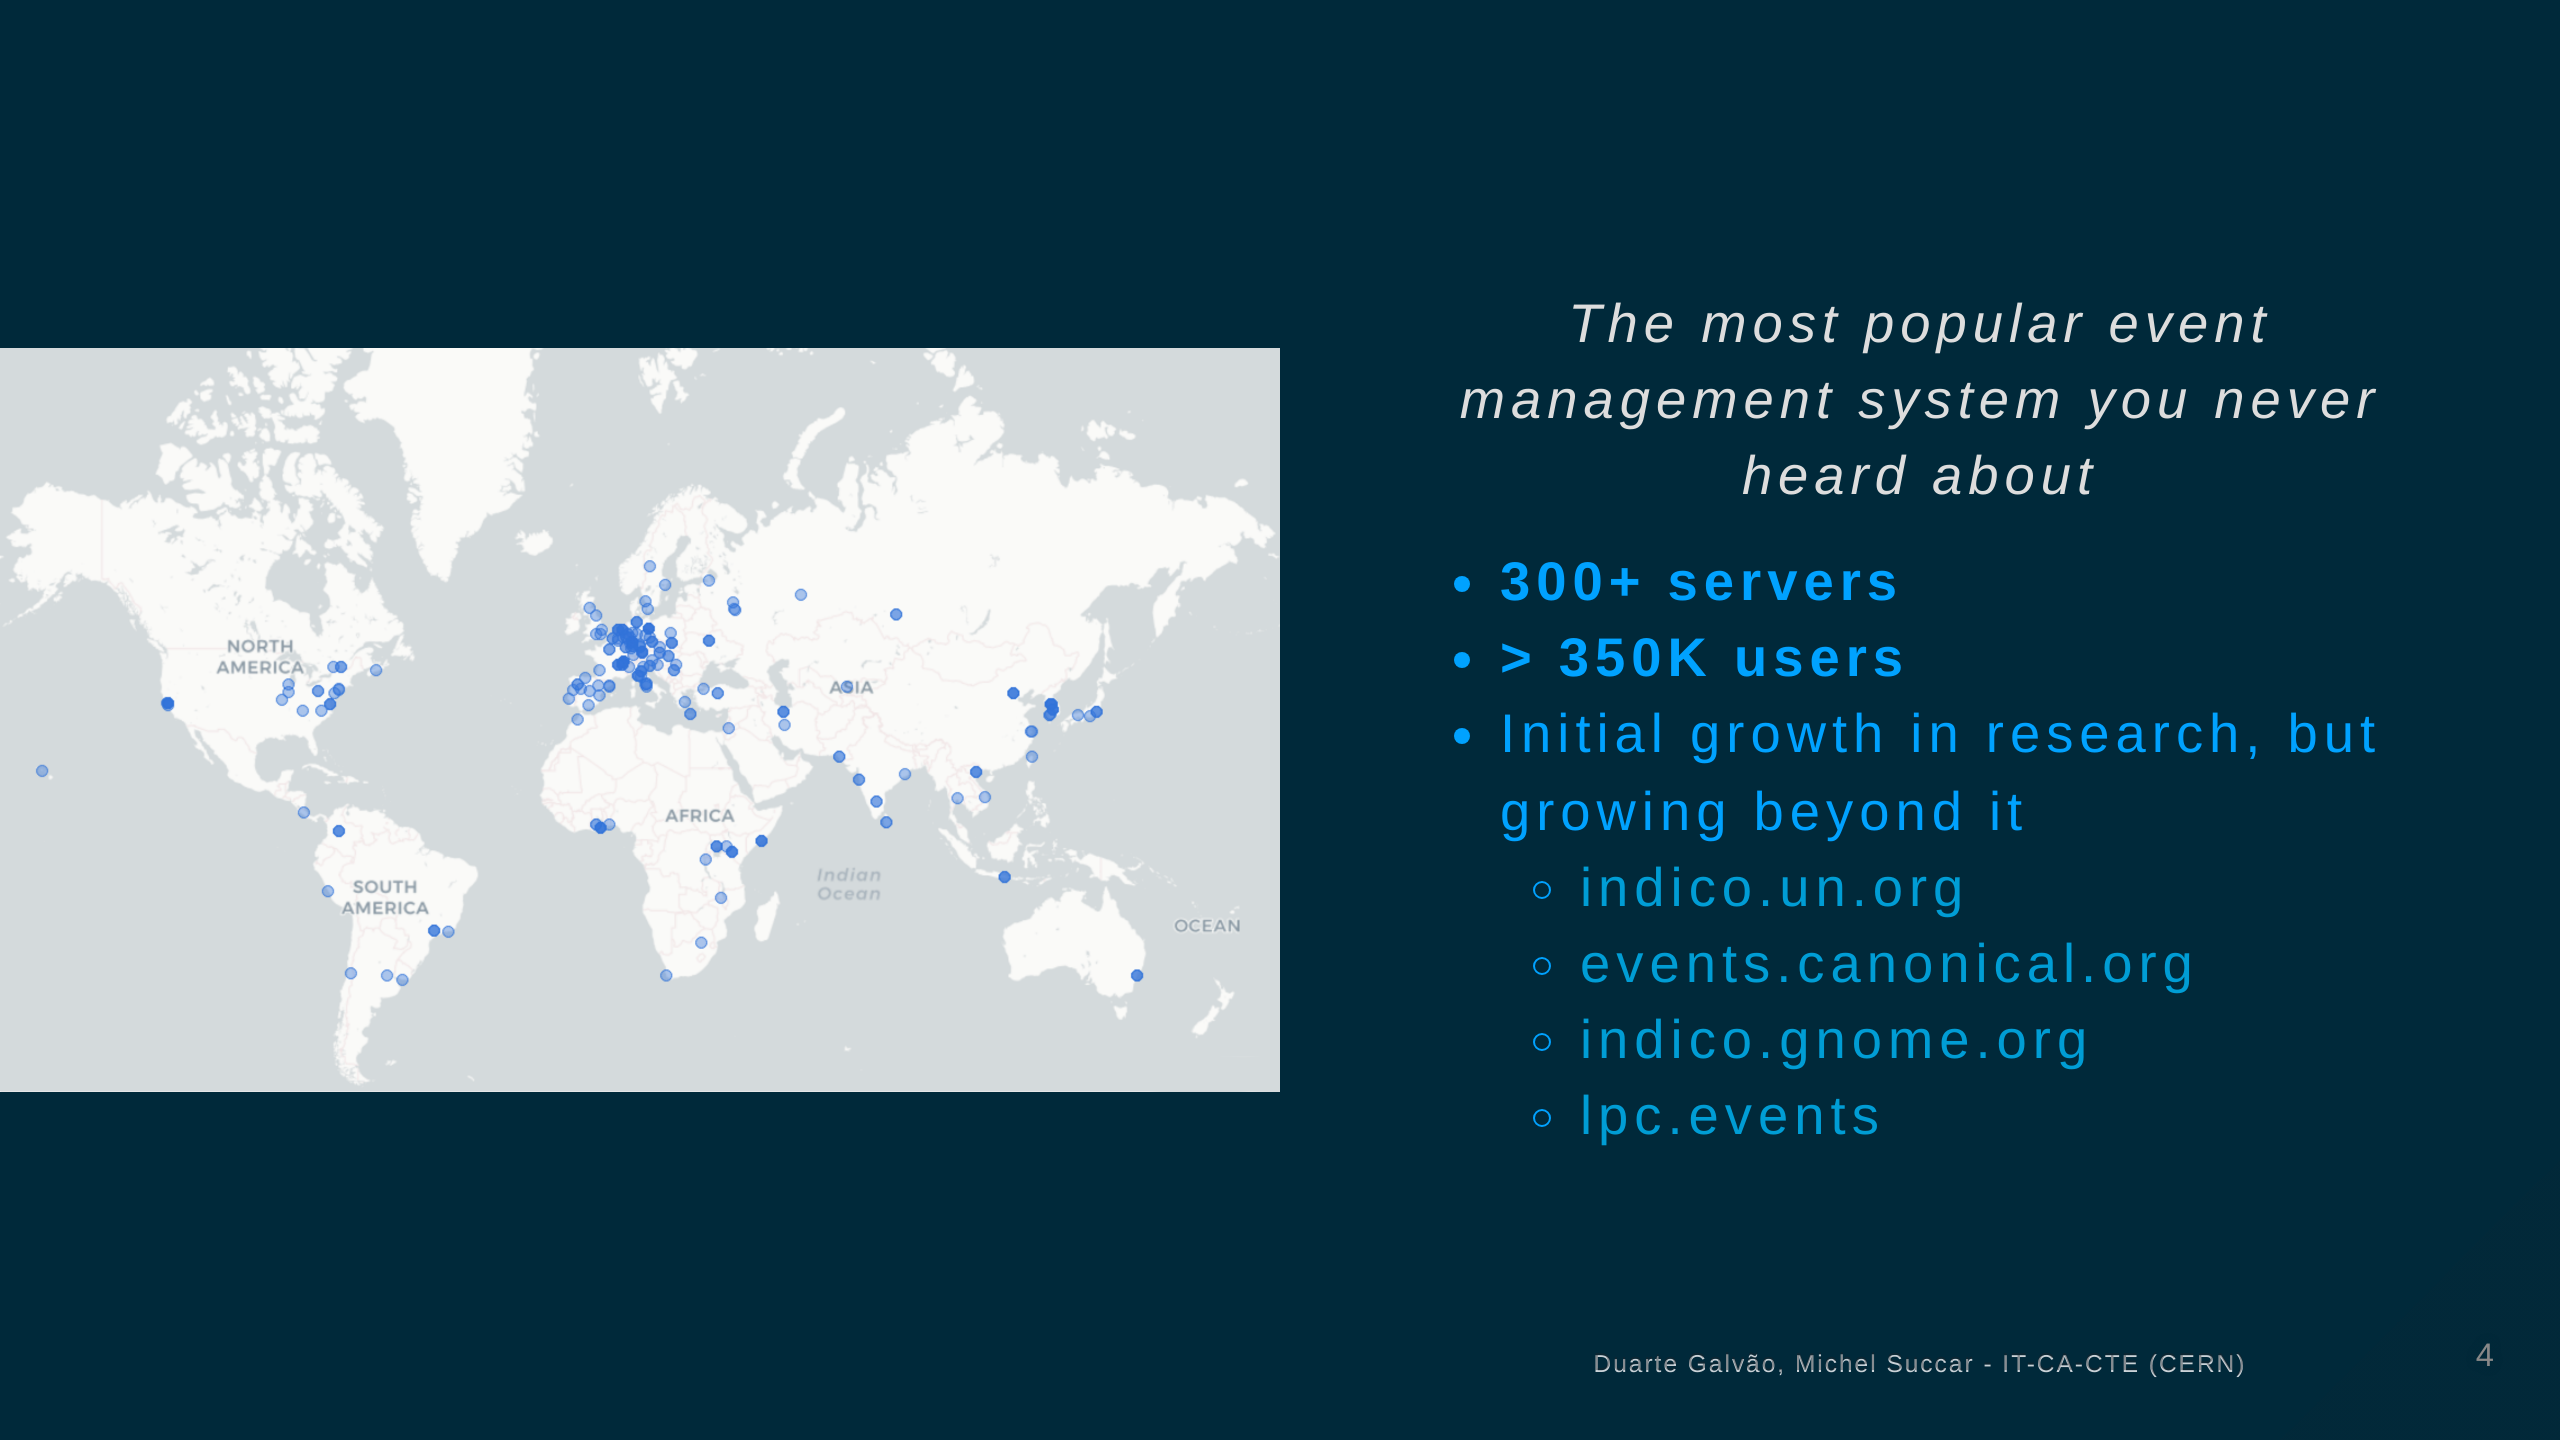 The most popular event
management system you never
heard about
NORTH
AMERICA
ASIA
AFRICA
SOUTH
AMERICA
Indian
Ocean
OCEAN
• 300+ servers
• > 350K users
• Initial growth in research, but
growing beyond it
○ indico.un.org
○ events.canonical.org
○ indico.gnome.org
○ lpc.events
Duarte Galvão, Michel Succar - IT-CA-CTE (CERN)
4